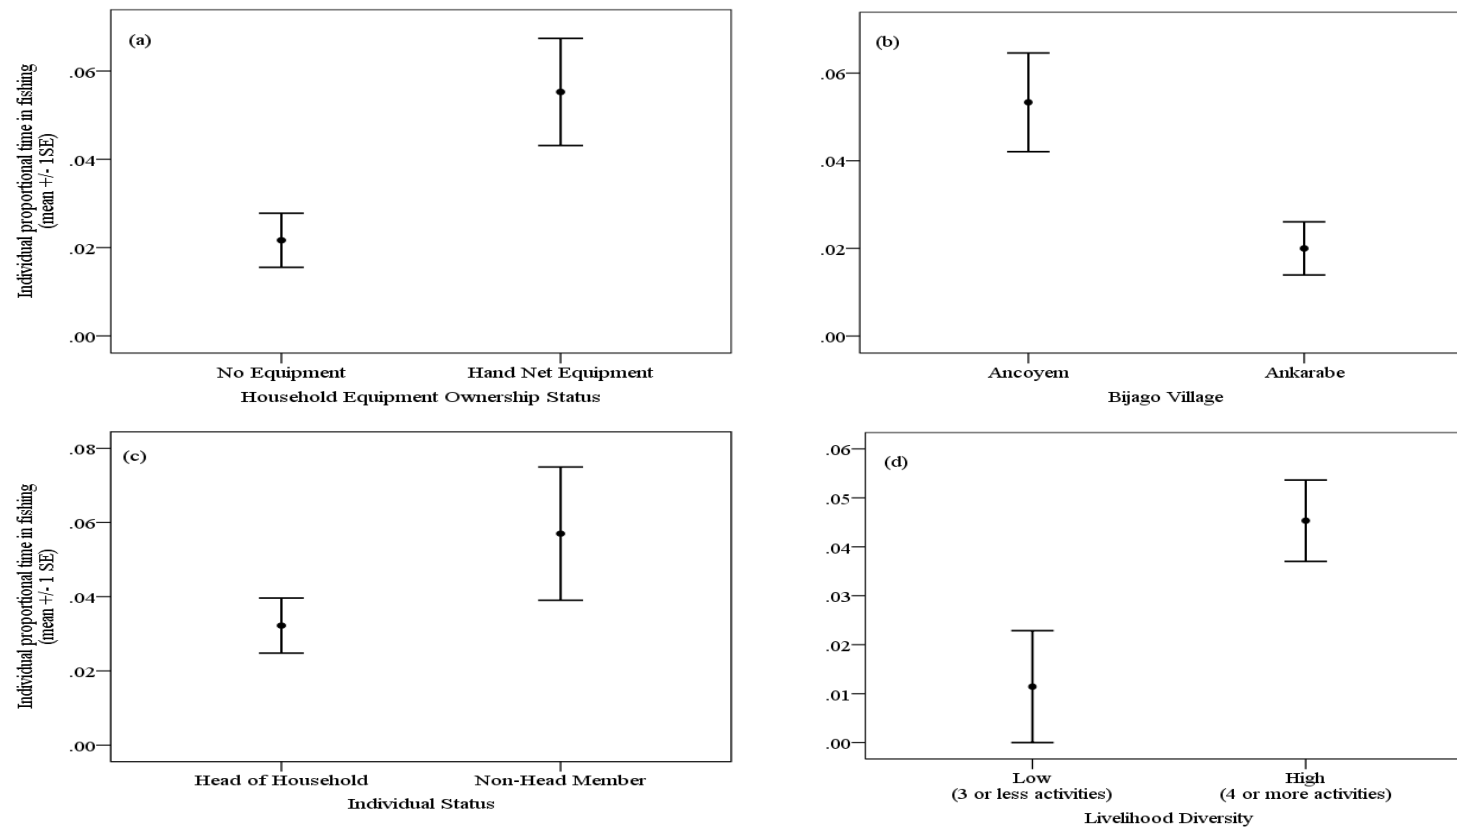 (a)
Individual proportional time in fishing
(mean +/- 1SE)
.06
.04
.02
.00
No Equipment
Hand Net Equipment
Household Equipment Ownership Status
(b)
.06
.04
.02
.00
Ancoyem
Ankarabe
Bijago Village
(c)
Individual proportional time in fishing
(mean +/- 1 SE)
.08
.06
.04
.02
.00
Head of Household
Non-Head Member
Individual Status
(d)
.06
.05
.04
.03
.02
.01
.00
Low
(3 or less activities)
High
(4 or more activities)
Livelihood Diversity